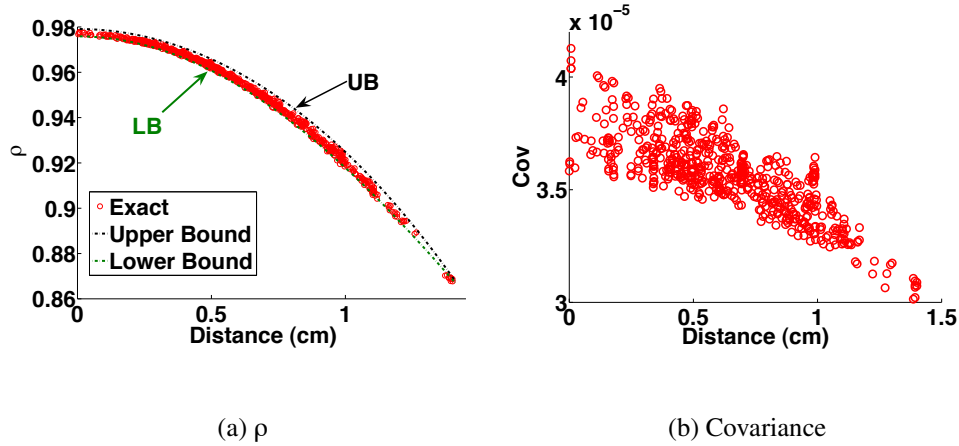 x 10⁻⁵
0.98
0.96
0.94
0.92
0.9
0.88
0.86
ρ
UB
LB
Exact
Upper Bound
Lower Bound
0 0.5 1
Distance (cm)
4
3.5
3
Cov
0 0.5 1 1.5
Distance (cm)
(a) ρ
(b) Covariance